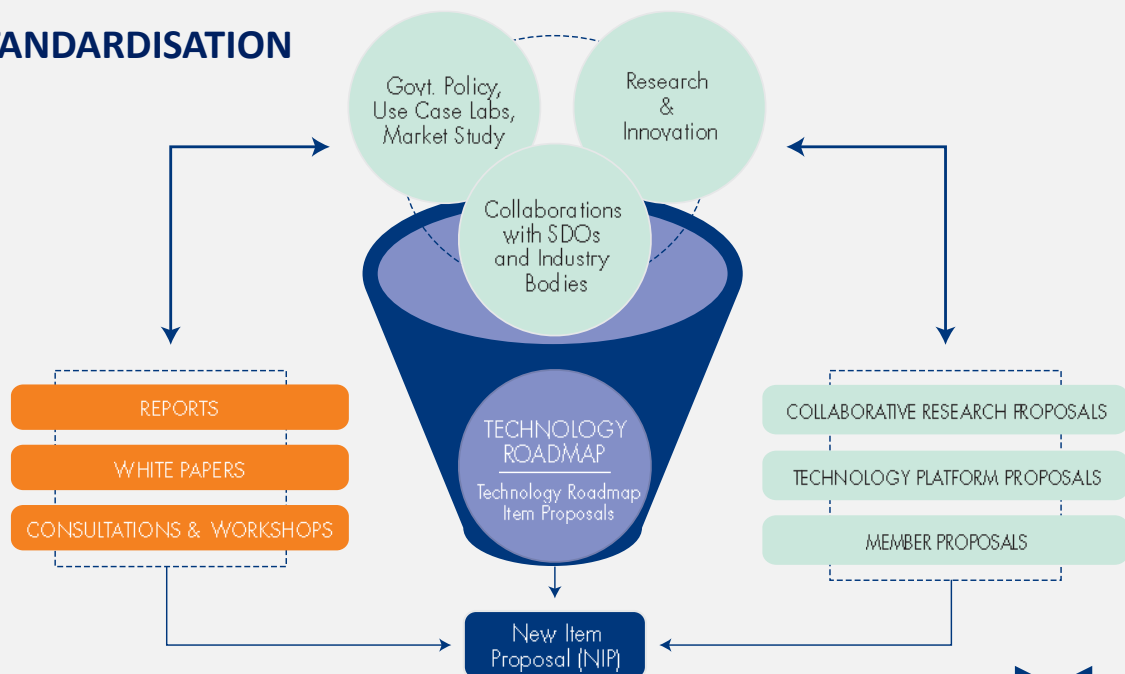 TANDARDISATION
Govt. Policy,
Use Case Labs,
Market Study
Research
&
Innovation
Collaborations
with SDOs
and Industry
Bodies
REPORTS
WHITE PAPERS
CONSULTATIONS & WORKSHOPS
TECHNOLOGY
ROADMAP
Technology Roadmap
Item Proposals
COLLABORATIVE RESEARCH PROPOSALS
TECHNOLOGY PLATFORM PROPOSALS
MEMBER PROPOSALS
New Item
Proposal (NIP)